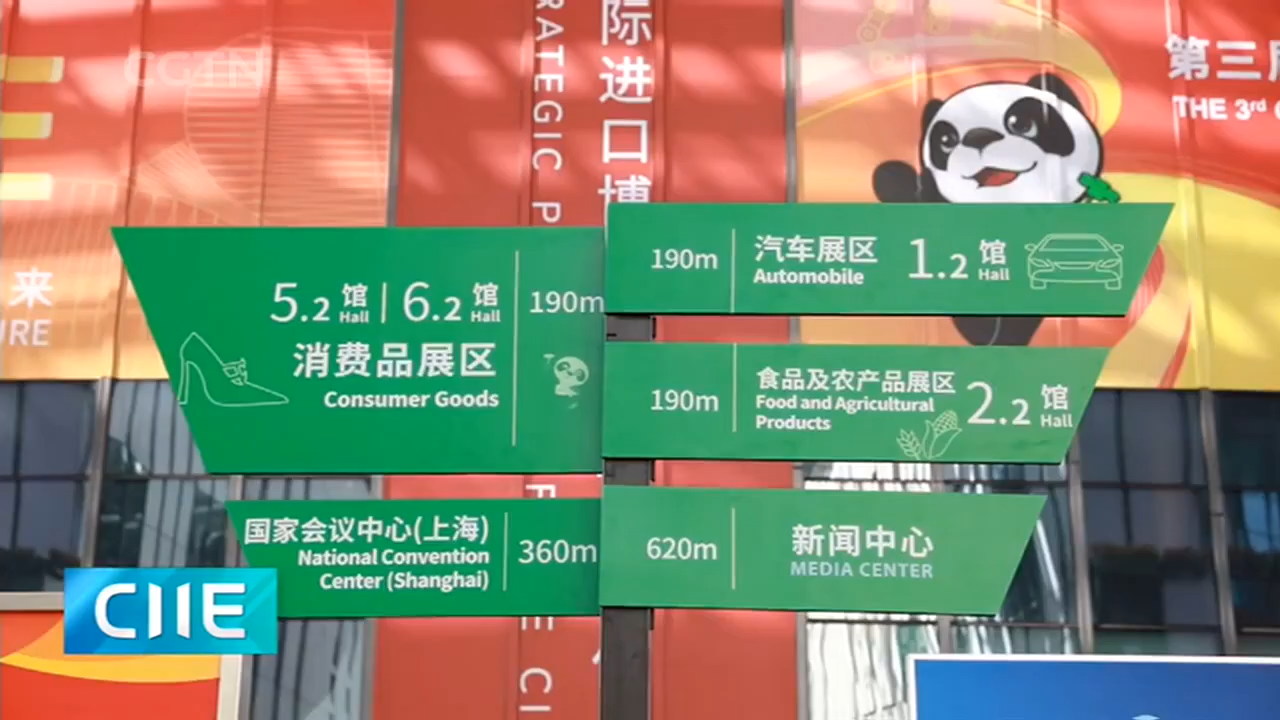 CGTN
RATEGIC P
际进口博
第三届
THE 3rd
来
URE
5.2 馆 Hall | 6.2 馆 Hall
190m
消费品展区
Consumer Goods
190m
汽车展区
Automobile
1.2 馆 Hall
190m
食品及农产品展区
Food and Agricultural
Products
2.2 馆 Hall
国家会议中心(上海)
National Convention
Center (Shanghai)
360m
620m
新闻中心
MEDIA CENTER
CIIE
E CI